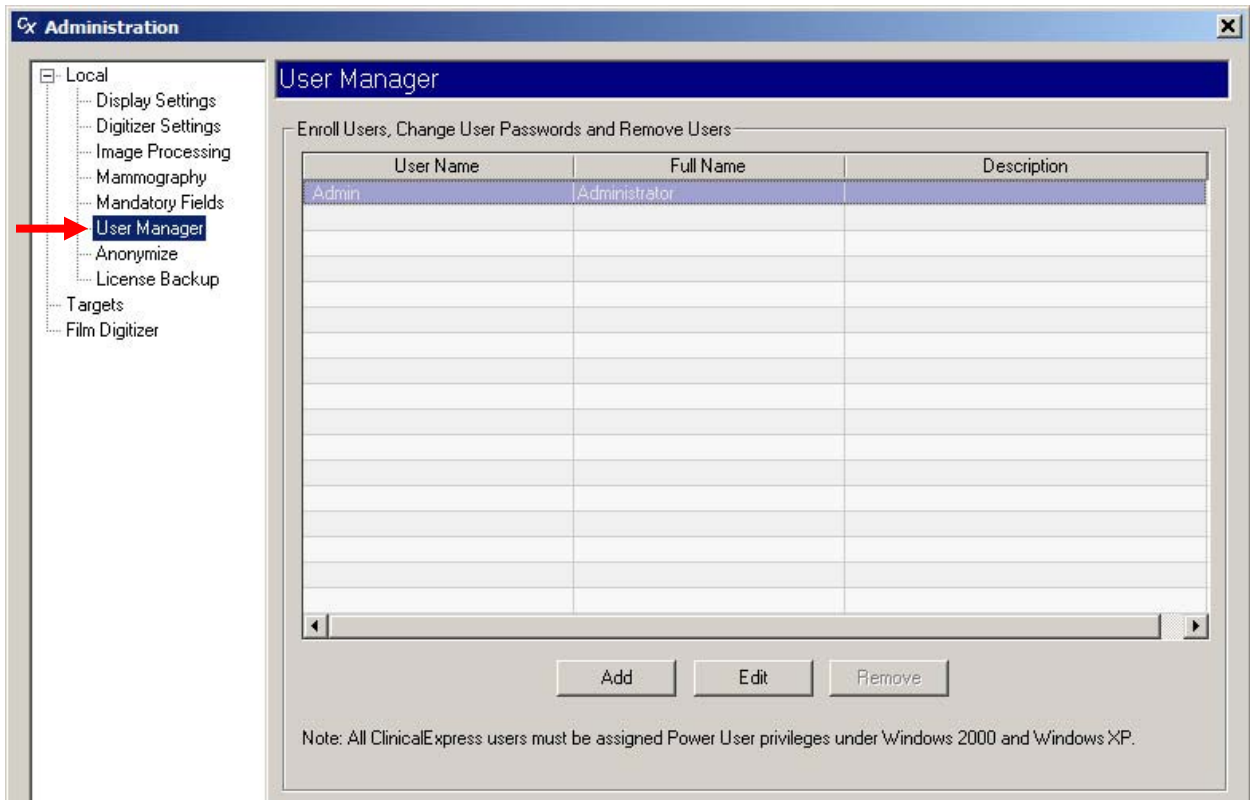 Cx Administration
Local
Display Settings
Digitizer Settings
Image Processing
Mammography
Mandatory Fields
User Manager
Anonymize
License Backup
Targets
Film Digitizer
User Manager
Enroll Users, Change User Passwords and Remove Users
User Name Full Name Description
Admin Administrator
Add Edit Remove
Note: All ClinicalExpress users must be assigned Power User privileges under Windows 2000 and Windows XP.